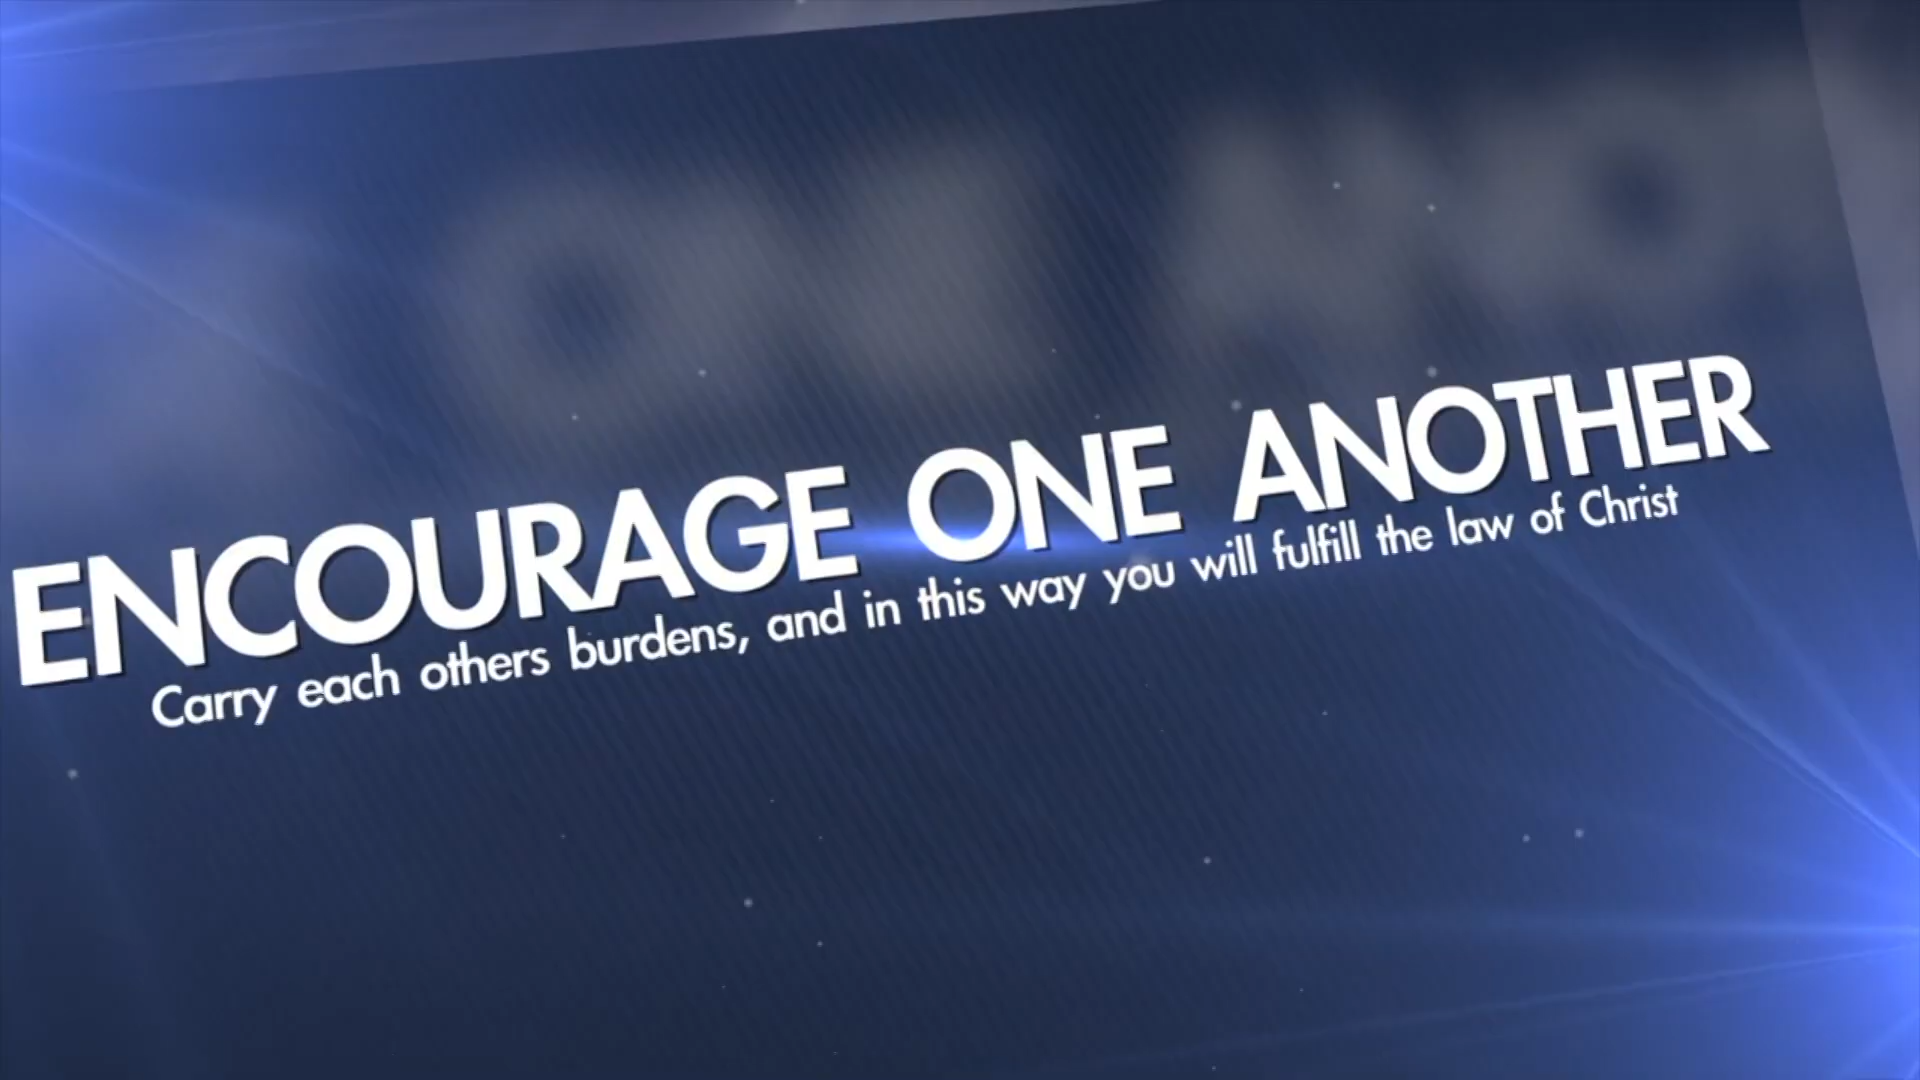 ENCOURAGE ONE ANOTHER
Carry each others burdens, and in this way you will fulfill the law of Christ